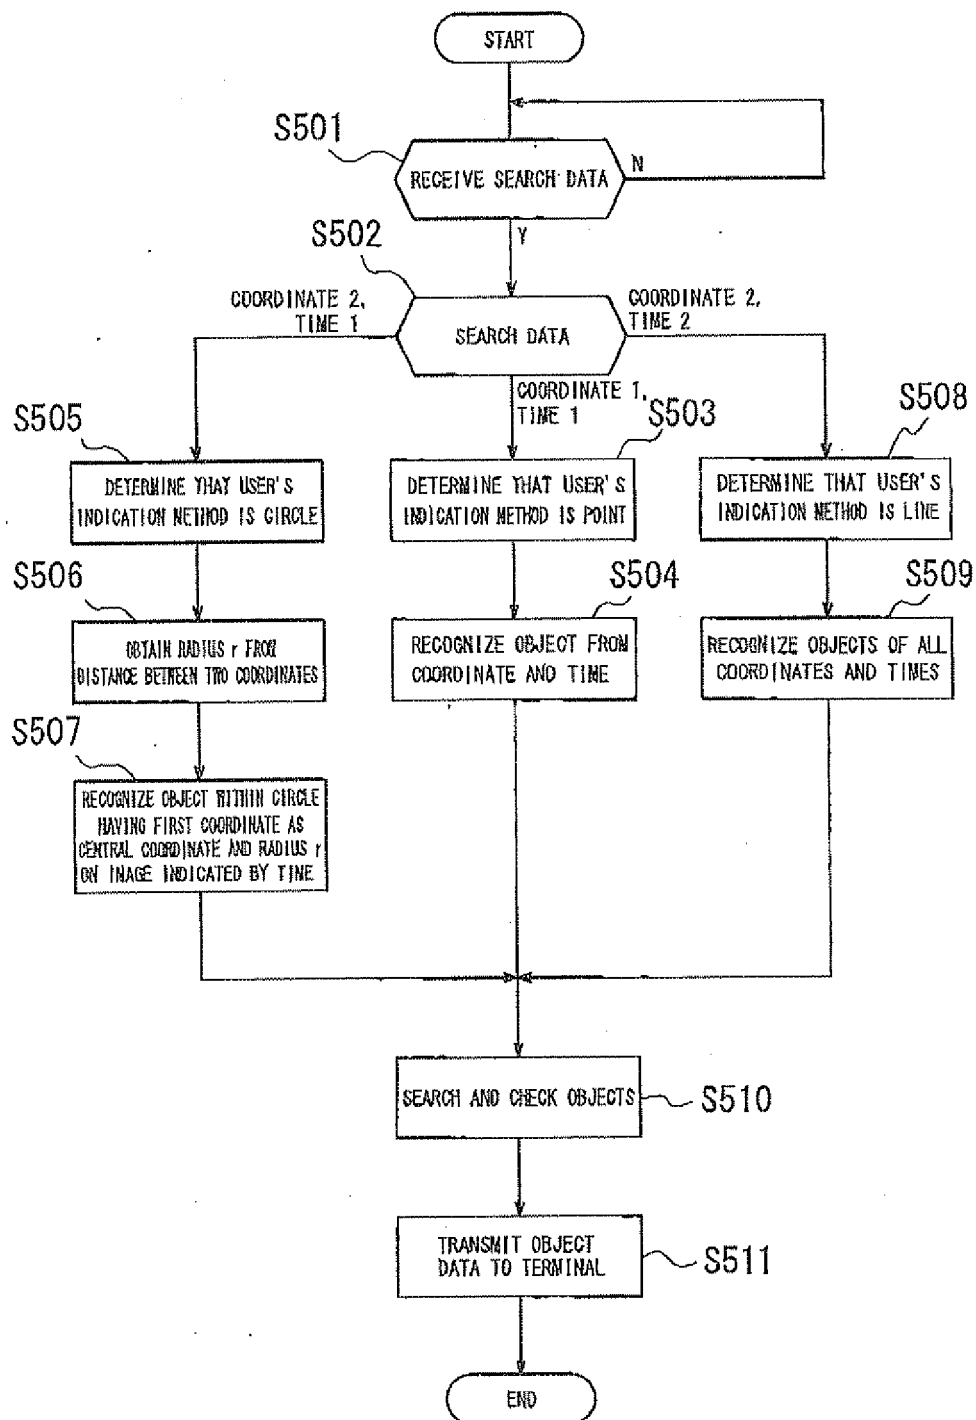 START
S501
RECEIVE SEARCH DATA
N
Y
S502
COORDINATE 2,
TIME 1
SEARCH DATA
COORDINATE 2,
TIME 2
COORDINATE 1,
TIME 1
S505
DETERMINE THAT USER'S
INDICATION METHOD IS CIRCLE
S503
DETERMINE THAT USER'S
INDICATION METHOD IS POINT
S508
DETERMINE THAT USER'S
INDICATION METHOD IS LINE
S506
OBTAIN RADIUS r FROM
DISTANCE BETWEEN TWO COORDINATES
S504
RECOGNIZE OBJECT FROM
COORDINATE AND TIME
S509
RECOGNIZE OBJECTS OF ALL
COORDINATES AND TIMES
S507
RECOGNIZE OBJECT WITHIN CIRCLE
HAVING FIRST COORDINATE AS
CENTRAL COORDINATE AND RADIUS r
ON IMAGE INDICATED BY TIME
SEARCH AND CHECK OBJECTS
S510
TRANSMIT OBJECT
DATA TO TERMINAL
S511
END